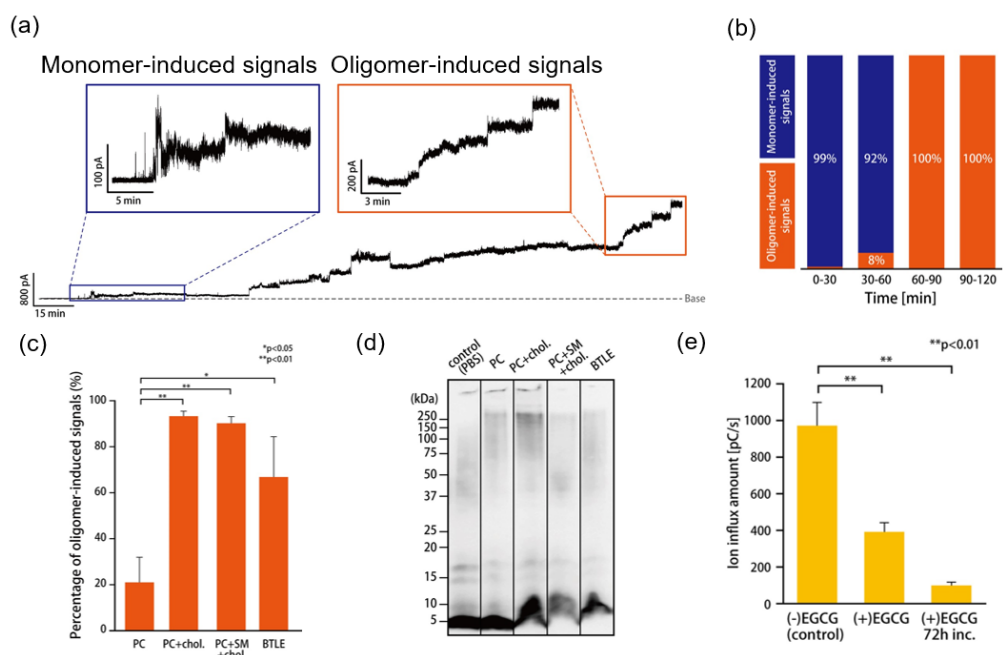 (a)
Monomer-induced signals
Oligomer-induced signals
100 pA
5 min
200 pA
3 min
800 pA
15 min
Base
(b)
Monomer-induced
signals
Oligomer-induced
signals
99%
92%
100%
100%
8%
0-30
30-60
60-90
90-120
Time [min]
(c)
*p<0.05
**p<0.01
Percentage of oligomer-induced signals (%)
100
80
60
40
20
0
**
**
*
PC
PC+chol.
PC+SM
+chol.
BTLE
(d)
control
(PBS)
PC
PC+chol.
PC+SM
+chol.
BTLE
(kDa)
250
150
100
75
50
37
25
20
15
10
5
(e)
**p<0.01
**
**
Ion influx amount [pC/s]
1200
1000
800
600
400
200
0
(-)EGCG
(control)
(+)EGCG
(+)EGCG
72h inc.